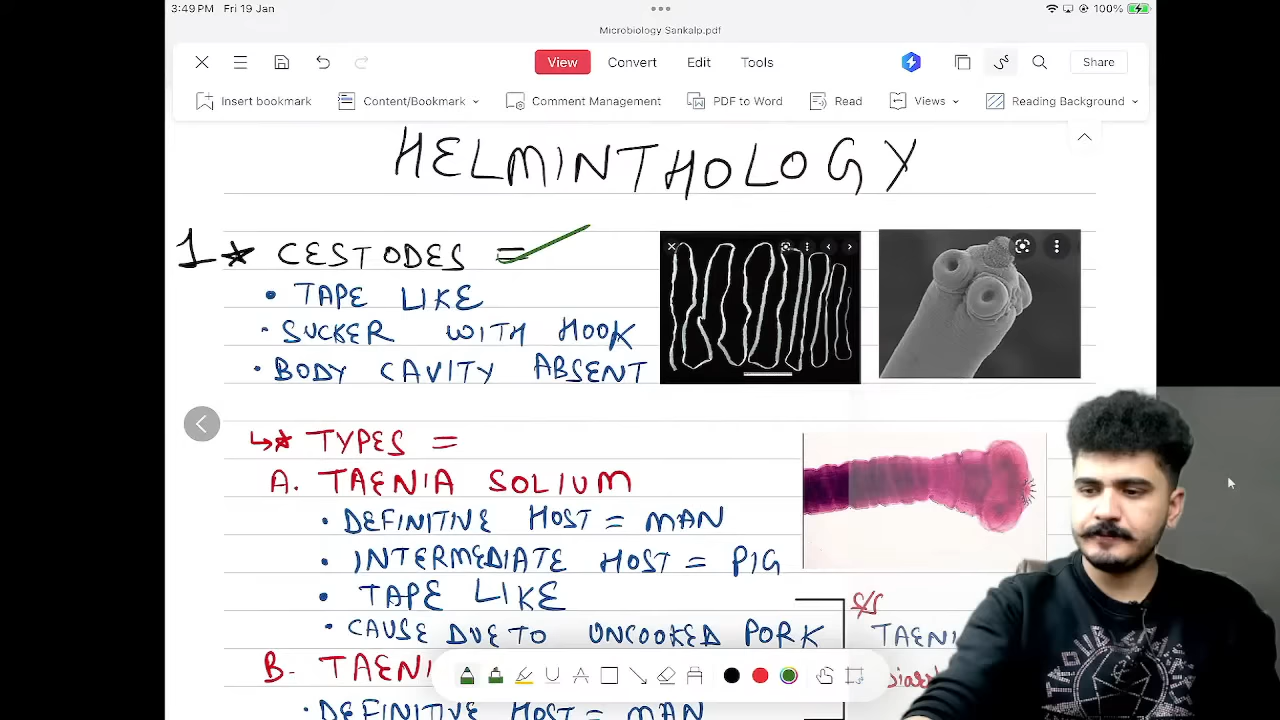 3:49 PM Fri 19 Jan
100%
Microbiology Sankalp.pdf
View Convert Edit Tools Share
Insert bookmark Content/Bookmark Comment Management PDF to Word Read Views Reading Background
HELMINTHOLOGY
1 * CESTODES =
• TAPE LIKE
• SUCKER WITH HOOK
• BODY CAVITY ABSENT
↳* TYPES =
A. TAENIA SOLIUM
• DEFINITIVE HOST = MAN
• INTERMEDIATE HOST = PIG
• TAPE LIKE
S/S
• CAUSE DUE TO UNCOOKED PORK
TAENI
B- TAENI
• DEFINITIVE HOST = MAN